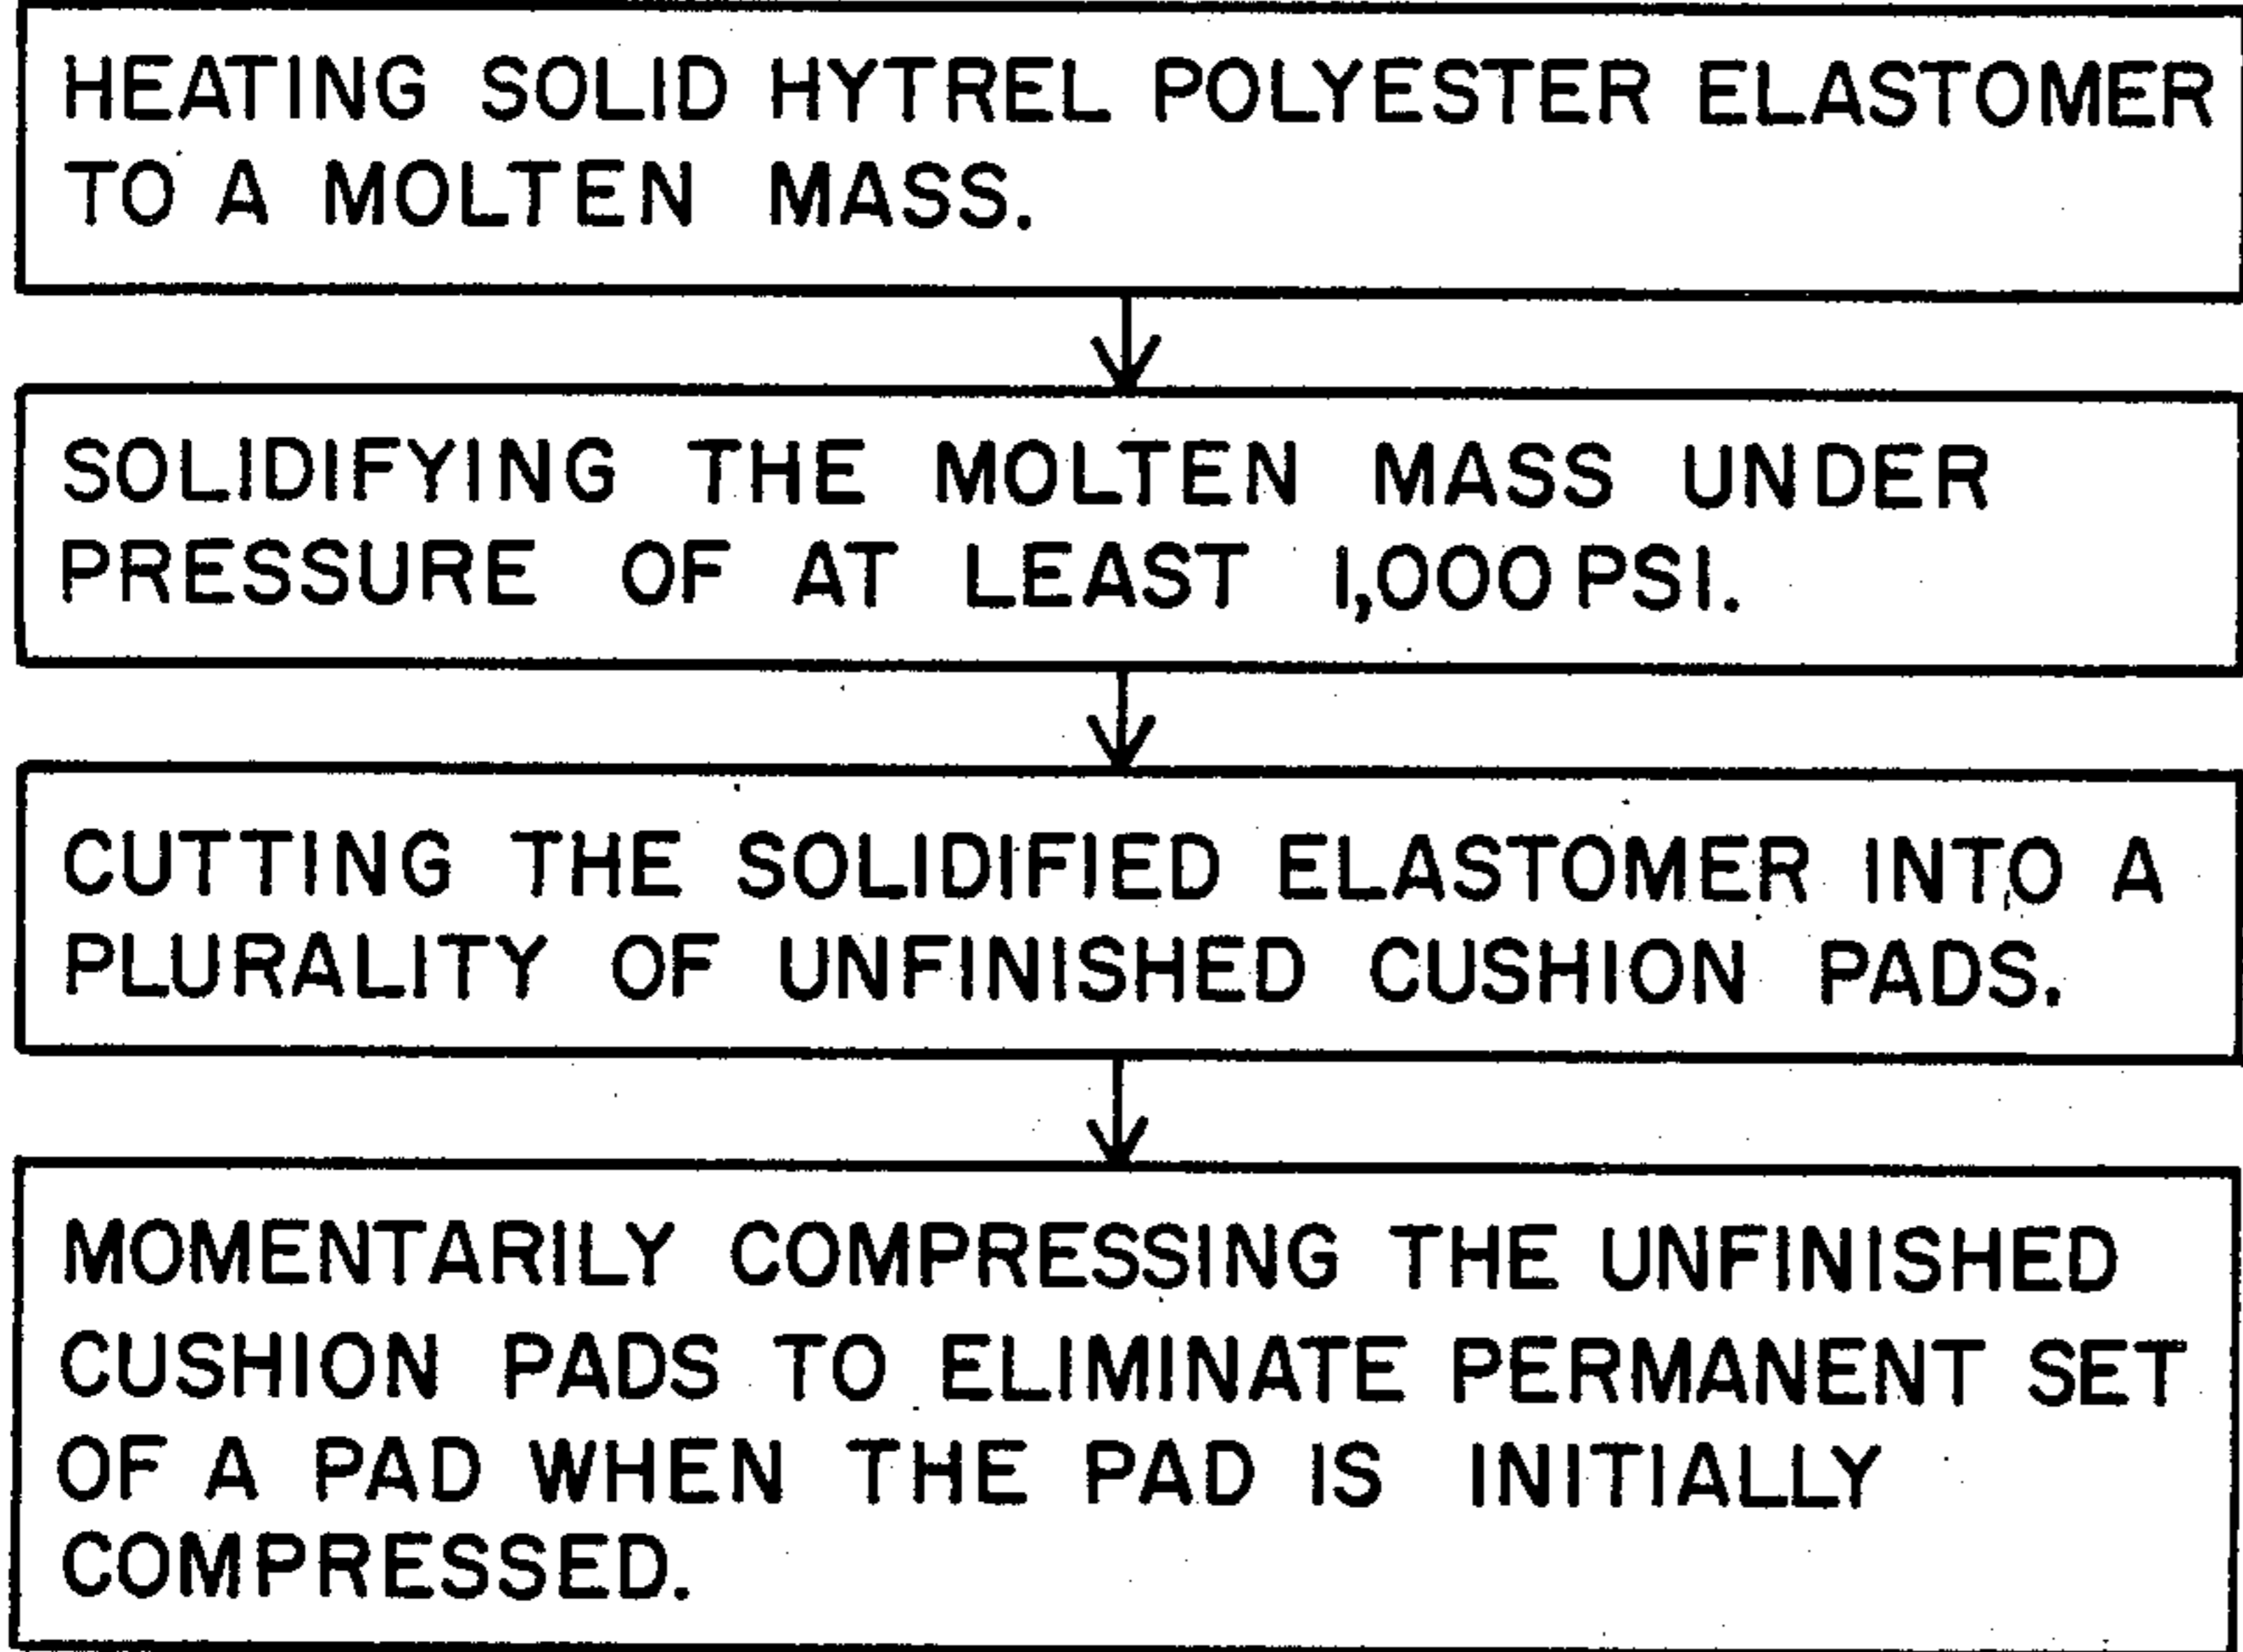 HEATING SOLID HYTREL POLYESTER ELASTOMER
TO A MOLTEN MASS.
SOLIDIFYING THE MOLTEN MASS UNDER
PRESSURE OF AT LEAST 1,000 PSI.
CUTTING THE SOLIDIFIED ELASTOMER INTO A
PLURALITY OF UNFINISHED CUSHION PADS.
MOMENTARILY COMPRESSING THE UNFINISHED
CUSHION PADS TO ELIMINATE PERMANENT SET
OF A PAD WHEN THE PAD IS INITIALLY
COMPRESSED.